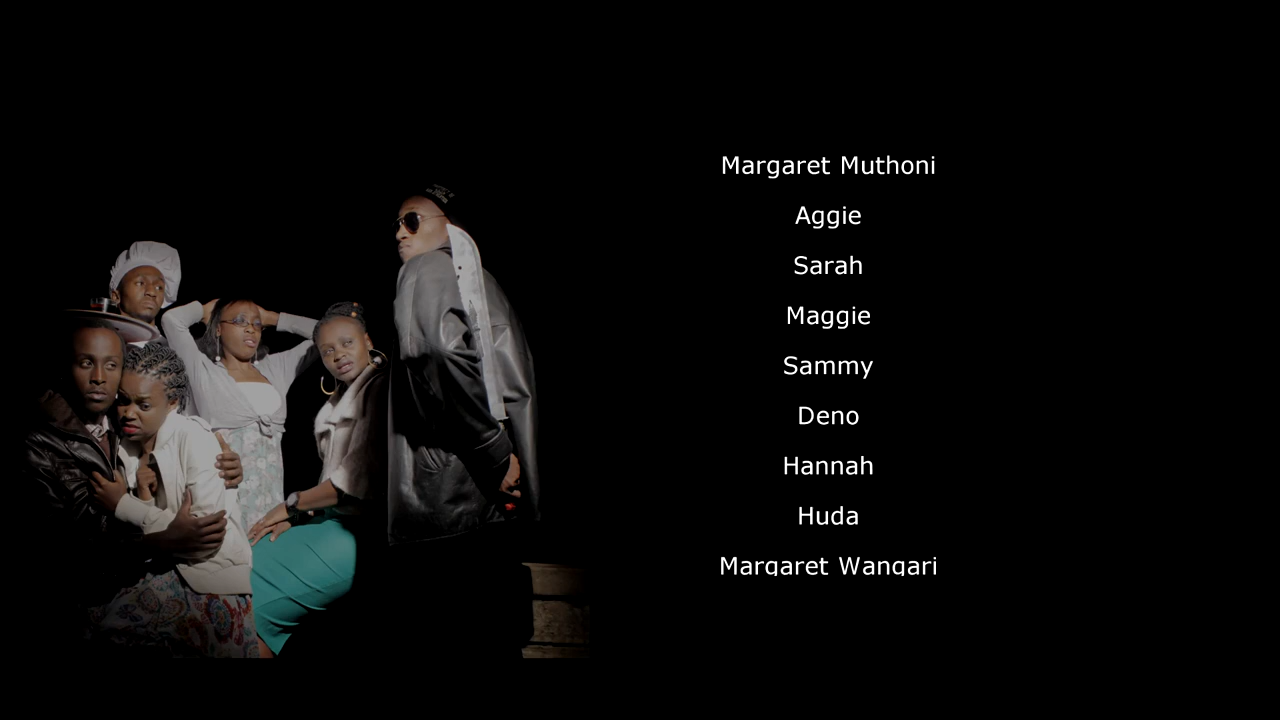 Margaret Muthoni
Aggie
Sarah
Maggie
Sammy
Deno
Hannah
Huda
Margaret Wangari